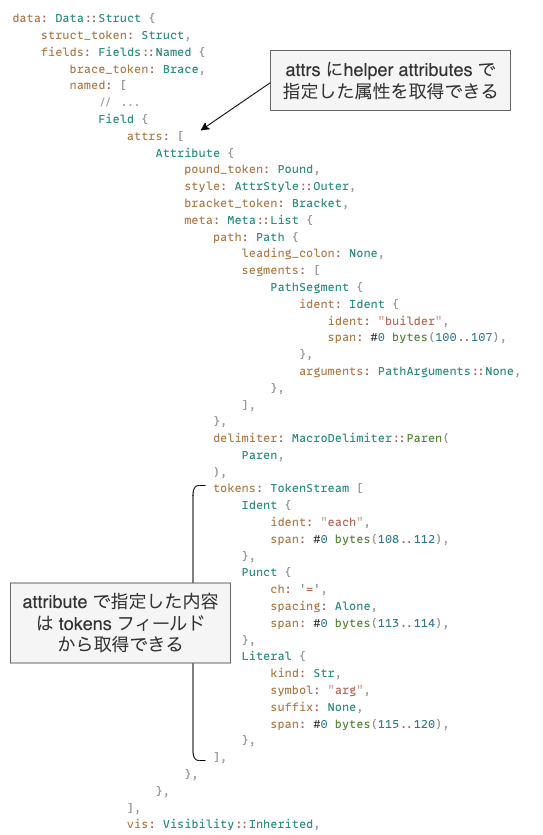 data: Data::Struct {
    struct_token: Struct,
    fields: Fields::Named {
        brace_token: Brace,
        named: [
            // ...
            Field {
                attrs: [
                    Attribute {
                        pound_token: Pound,
                        style: AttrStyle::Outer,
                        bracket_token: Bracket,
                        meta: Meta::List {
                            path: Path {
                                leading_colon: None,
                                segments: [
                                    PathSegment {
                                        ident: Ident {
                                            ident: "builder",
                                            span: #0 bytes(100..107),
                                        },
                                        arguments: PathArguments::None,
                                    },
                                ],
                            },
                            delimiter: MacroDelimiter::Paren(
                                Paren,
                            ),
                            tokens: TokenStream [
                                Ident {
                                    ident: "each",
                                    span: #0 bytes(108..112),
                                },
                                Punct {
                                    ch: '=',
                                    spacing: Alone,
                                    span: #0 bytes(113..114),
                                },
                                Literal {
                                    kind: Str,
                                    symbol: "arg",
                                    suffix: None,
                                    span: #0 bytes(115..120),
                                },
                            ],
                        },
                    },
                ],
                vis: Visibility::Inherited,
attrs にhelper attributes で
指定した属性を取得できる
attribute で指定した内容
は tokens フィールド
から取得できる